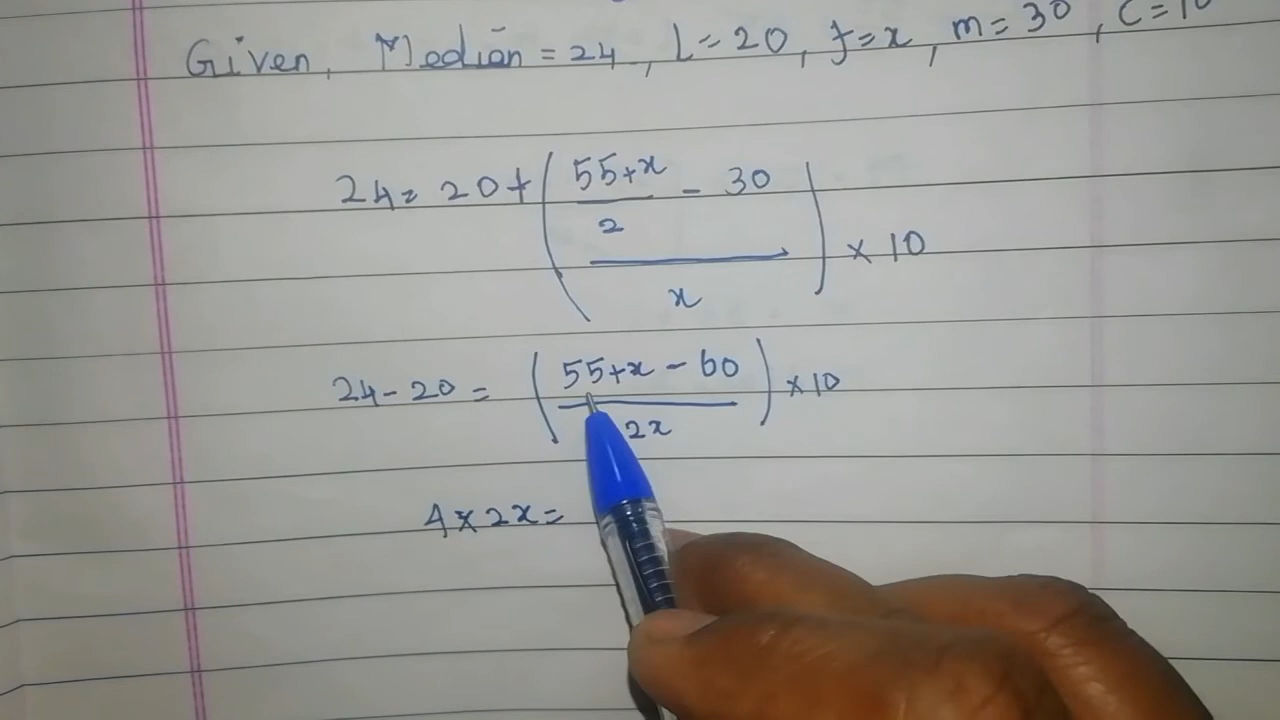 Given, Median = 24, L = 20, f = x, m = 30, C = 10
24 = 20 + ( 55+x / 2 - 30 / x ) × 10
24 - 20 = ( 55+x - 60 / 2x ) × 10
4 × 2x =